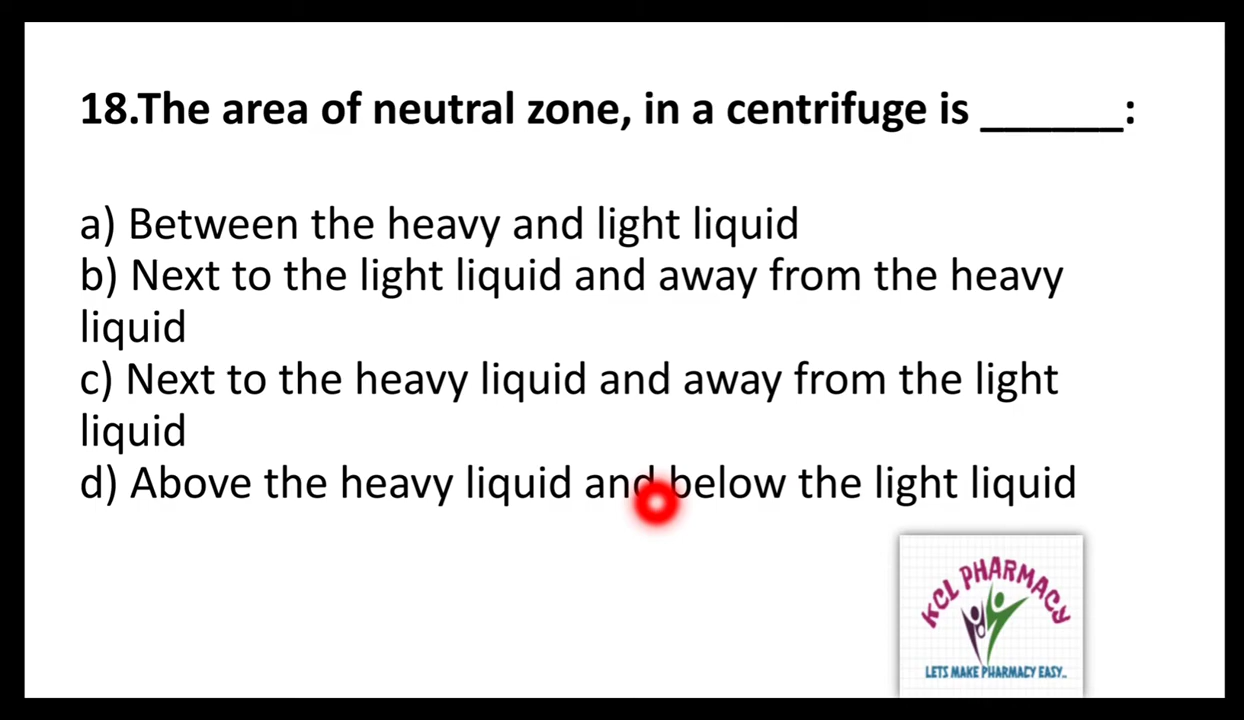 18.The area of neutral zone, in a centrifuge is ______:
a) Between the heavy and light liquid
b) Next to the light liquid and away from the heavy
liquid
c) Next to the heavy liquid and away from the light
liquid
d) Above the heavy liquid and below the light liquid
KCL PHARMACY
LETS MAKE PHARMACY EASY..